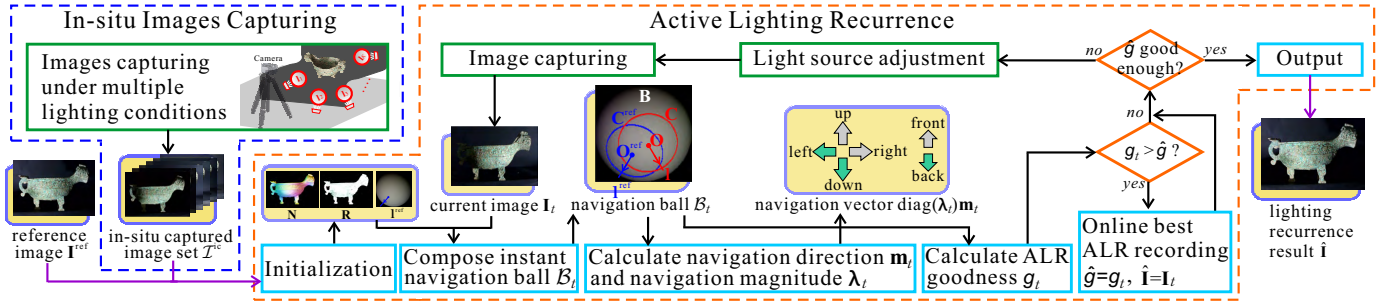 In-situ Images Capturing
Images capturing
under multiple
lighting conditions
Camera
reference
image I^ref
in-situ captured
image set 𝓘^ic
Active Lighting Recurrence
Image capturing
Light source adjustment
no
ĝ good
enough?
yes
Output
N
R
l^ref
current image I_t
B
C^ref
C
O^ref
O
l^ref
l
navigation ball 𝓑_t
up
left
right
down
front
back
navigation vector diag(λ_t)m_t
no
g_t > ĝ ?
yes
lighting
recurrence
result Î
Initialization
Compose instant
navigation ball 𝓑_t
Calculate navigation direction m_t
and navigation magnitude λ_t
Calculate ALR
goodness g_t
Online best
ALR recording
ĝ=g_t, Î=I_t